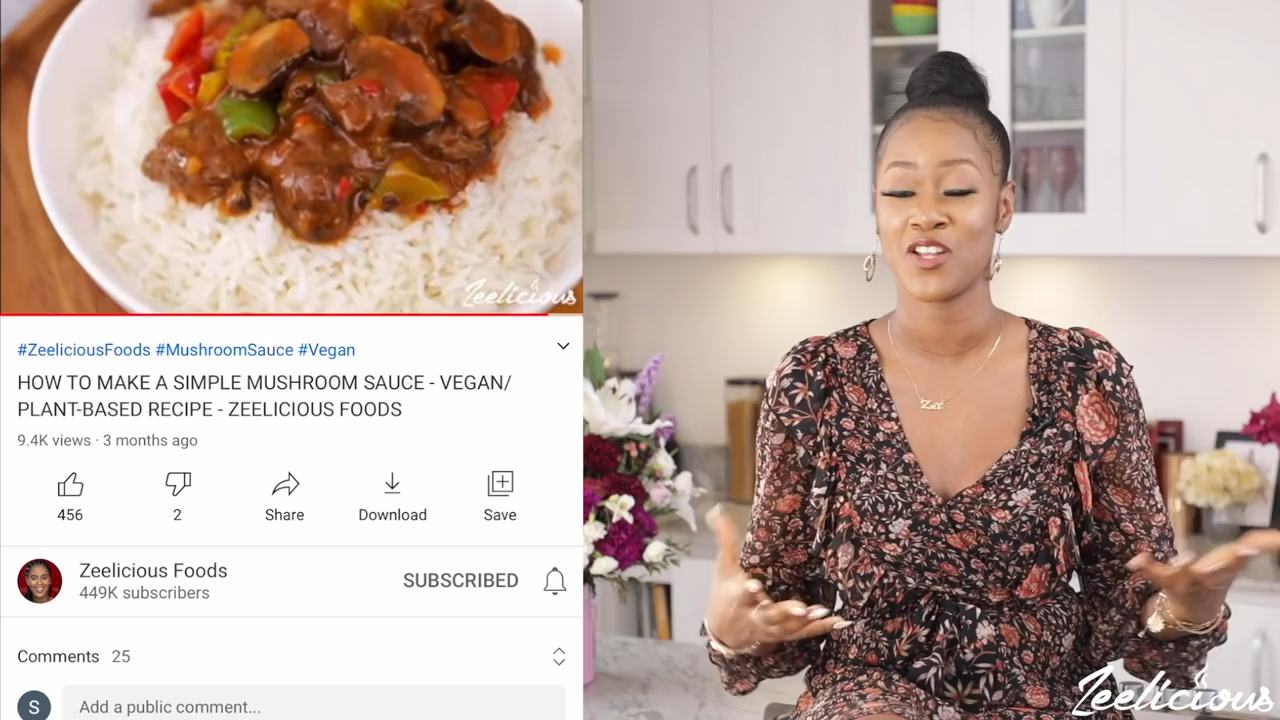 Zeelicious
#ZeeliciousFoods #MushroomSauce #Vegan
HOW TO MAKE A SIMPLE MUSHROOM SAUCE - VEGAN/
PLANT-BASED RECIPE - ZEELICIOUS FOODS
9.4K views · 3 months ago
456
2
Share
Download
Save
Zeelicious Foods
449K subscribers
SUBSCRIBED
Comments 25
S
Add a public comment...
Zee
Zeelicious